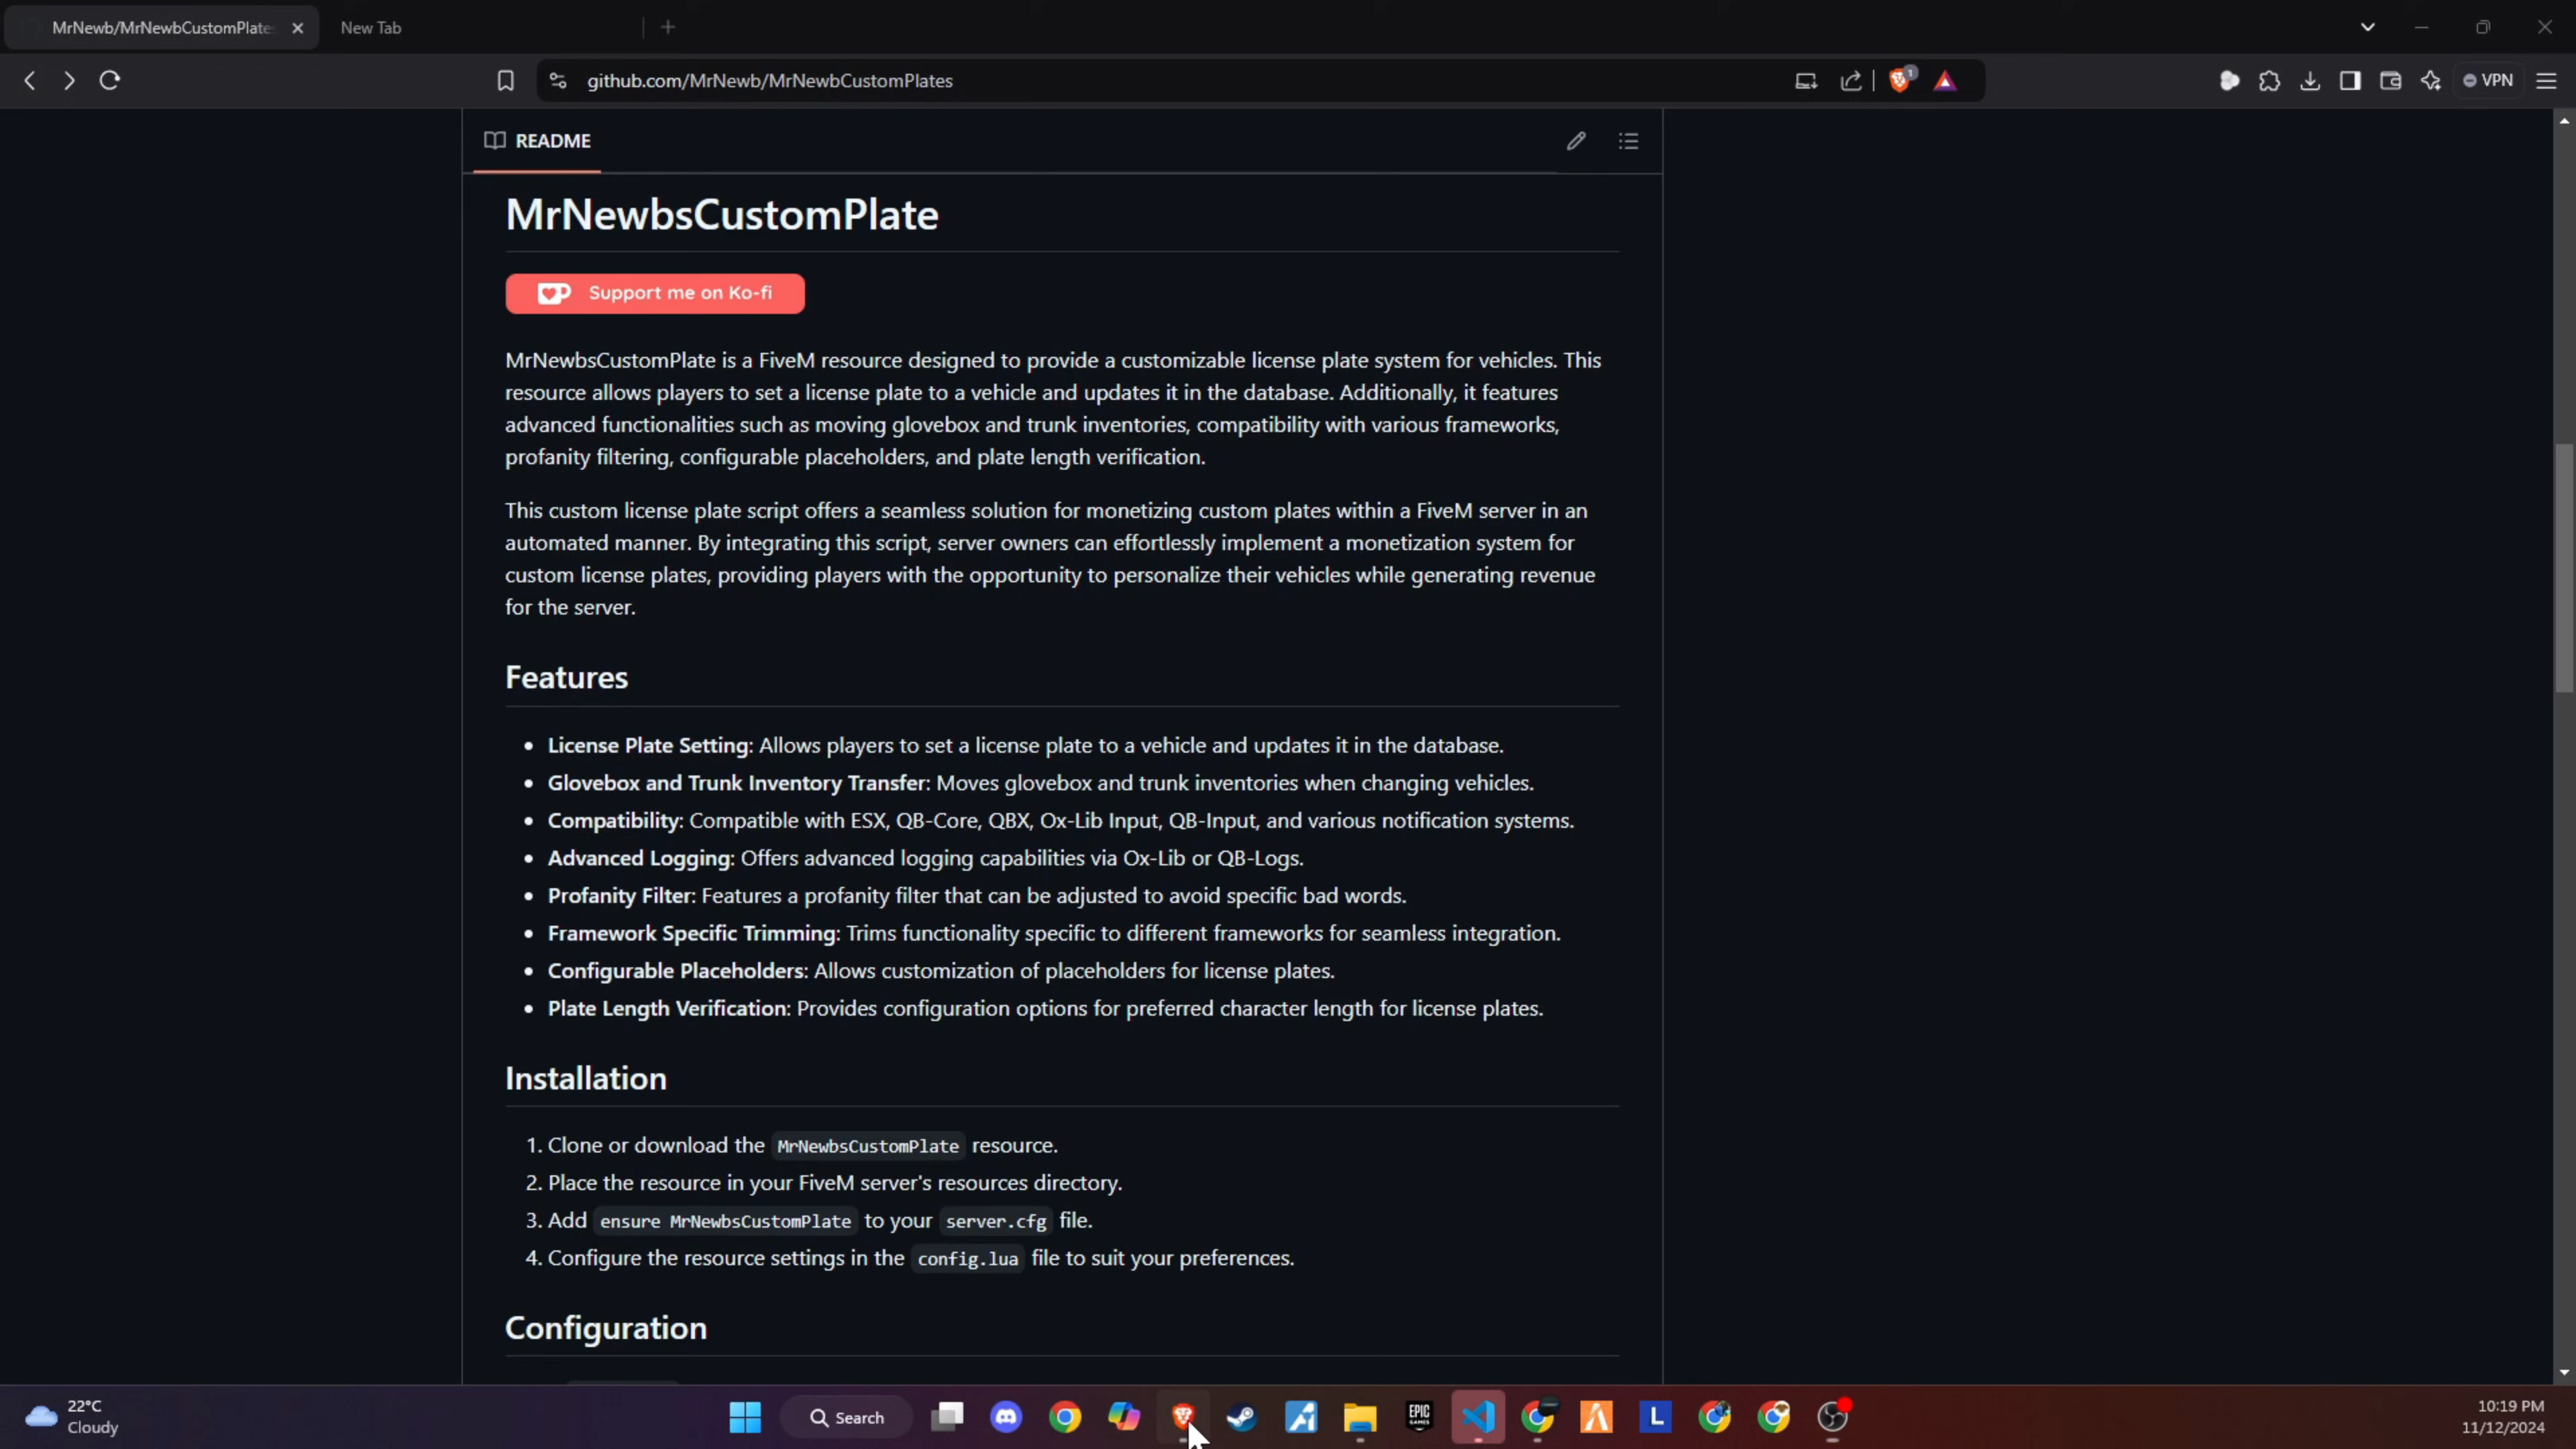 MrNewb/MrNewbCustomPlates
New Tab
github.com/MrNewb/MrNewbCustomPlates
1
VPN
README
MrNewbsCustomPlate
Support me on Ko-fi
MrNewbsCustomPlate is a FiveM resource designed to provide a customizable license plate system for vehicles. This
resource allows players to set a license plate to a vehicle and updates it in the database. Additionally, it features
advanced functionalities such as moving glovebox and trunk inventories, compatibility with various frameworks,
profanity filtering, configurable placeholders, and plate length verification.
This custom license plate script offers a seamless solution for monetizing custom plates within a FiveM server in an
automated manner. By integrating this script, server owners can effortlessly implement a monetization system for
custom license plates, providing players with the opportunity to personalize their vehicles while generating revenue
for the server.
Features
• License Plate Setting: Allows players to set a license plate to a vehicle and updates it in the database.
• Glovebox and Trunk Inventory Transfer: Moves glovebox and trunk inventories when changing vehicles.
• Compatibility: Compatible with ESX, QB-Core, QBX, Ox-Lib Input, QB-Input, and various notification systems.
• Advanced Logging: Offers advanced logging capabilities via Ox-Lib or QB-Logs.
• Profanity Filter: Features a profanity filter that can be adjusted to avoid specific bad words.
• Framework Specific Trimming: Trims functionality specific to different frameworks for seamless integration.
• Configurable Placeholders: Allows customization of placeholders for license plates.
• Plate Length Verification: Provides configuration options for preferred character length for license plates.
Installation
1. Clone or download the MrNewbsCustomPlate resource.
2. Place the resource in your FiveM server's resources directory.
3. Add ensure MrNewbsCustomPlate to your server.cfg file.
4. Configure the resource settings in the config.lua file to suit your preferences.
Configuration
22°C
Cloudy
Search
EPIC
GAMES
L
10:19 PM
11/12/2024